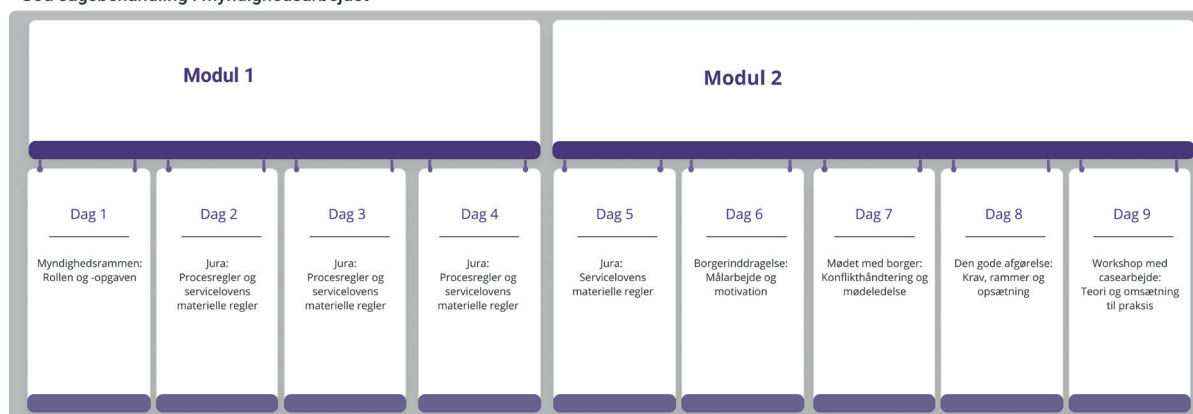 God sagsbehandling i myndighedsarbejdet
Modul 1
Modul 2
Dag 1
Myndighedsrammen:
Rollen og -opgaven
Dag 2
Jura:
Procesregler og
servicelovens
materielle regler
Dag 3
Jura:
Procesregler og
servicelovens
materielle regler
Dag 4
Jura:
Procesregler og
servicelovens
materielle regler
Dag 5
Jura:
Servicelovens
materielle regler
Dag 6
Borgerinddragelse:
Målarbejde og
motivation
Dag 7
Mødet med borger:
Konflikthåndtering og
mødeledelse
Dag 8
Den gode afgørelse:
Krav, rammer og
opsætning
Dag 9
Workshop med
casearbejde:
Teori og omsætning
til praksis